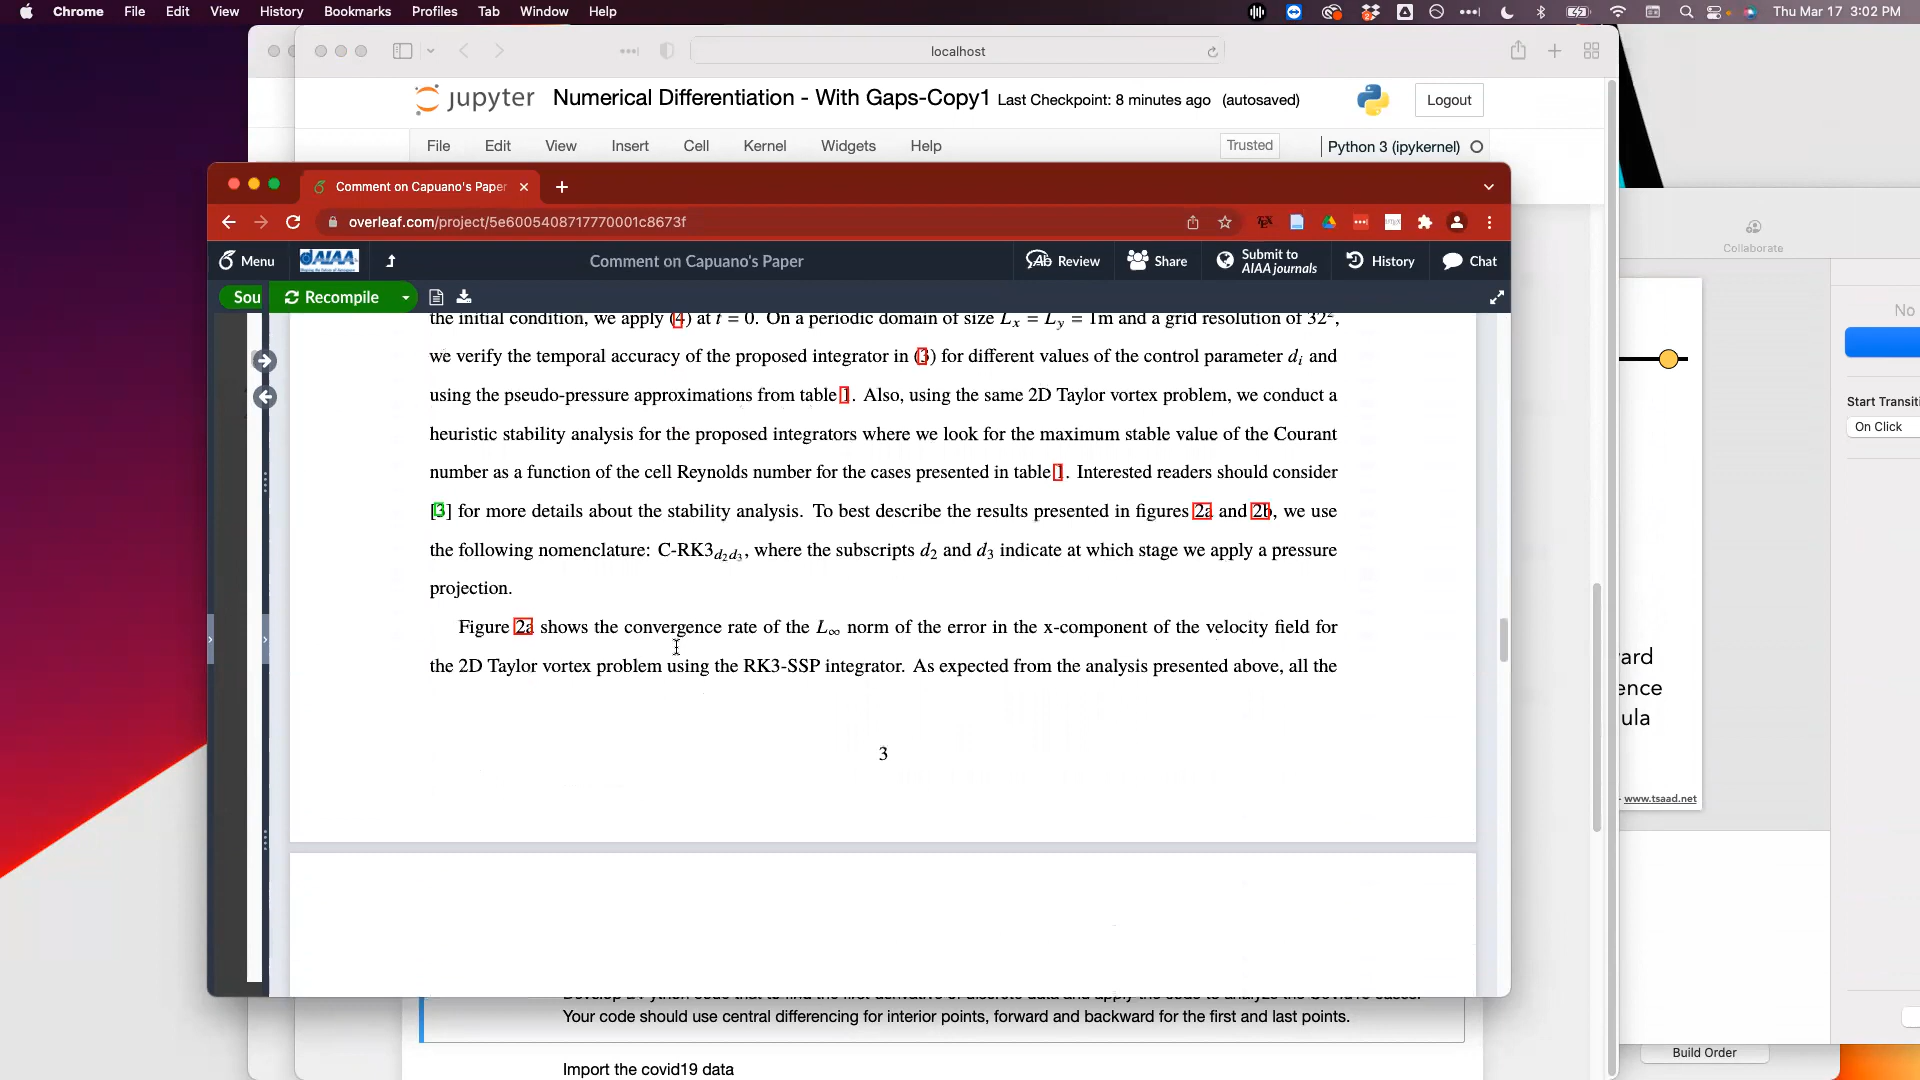 Chrome File Edit View History Bookmarks Profiles Tab Window Help
Thu Mar 17 3:02 PM
localhost
jupyter Numerical Differentiation - With Gaps-Copy1 Last Checkpoint: 8 minutes ago (autosaved)
Logout
File Edit View Insert Cell Kernel Widgets Help
Trusted
Python 3 (ipykernel)
Comment on Capuano's Paper
overleaf.com/project/5e6005408717770001c8673f
Menu
AIAA
Comment on Capuano's Paper
Review
Share
Submit to
AIAA journals
History
Chat
Sou
Recompile
the initial condition, we apply (4) at t = 0. On a periodic domain of size Lx = Ly = 1m and a grid resolution of 32²,
we verify the temporal accuracy of the proposed integrator in (3) for different values of the control parameter di and
using the pseudo-pressure approximations from table 1. Also, using the same 2D Taylor vortex problem, we conduct a
heuristic stability analysis for the proposed integrators where we look for the maximum stable value of the Courant
number as a function of the cell Reynolds number for the cases presented in table 1. Interested readers should consider
[3] for more details about the stability analysis. To best describe the results presented in figures 2a and 2b, we use
the following nomenclature: C-RK3d2d3, where the subscripts d2 and d3 indicate at which stage we apply a pressure
projection.
Figure 2a shows the convergence rate of the L∞ norm of the error in the x-component of the velocity field for
the 2D Taylor vortex problem using the RK3-SSP integrator. As expected from the analysis presented above, all the
3
Your code should use central differencing for interior points, forward and backward for the first and last points.
Import the covid19 data
Collaborate
No
Start Transiti
On Click
ard
ence
ula
- www.tsaad.net
Build Order